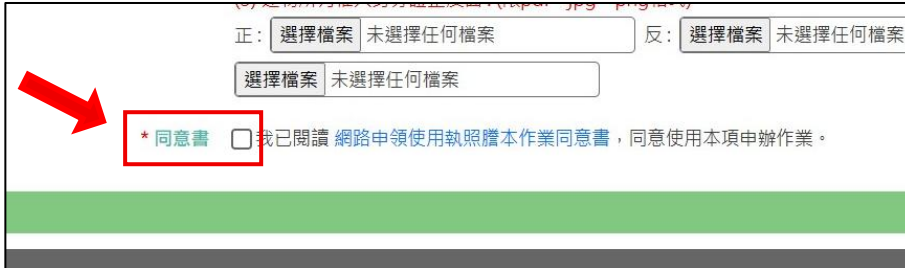 正: 選擇檔案 未選擇任何檔案 反: 選擇檔案 未選擇任何檔案
選擇檔案 未選擇任何檔案
* 同意書 我已閱讀 網路申領使用執照謄本作業同意書，同意使用本項申辦作業。